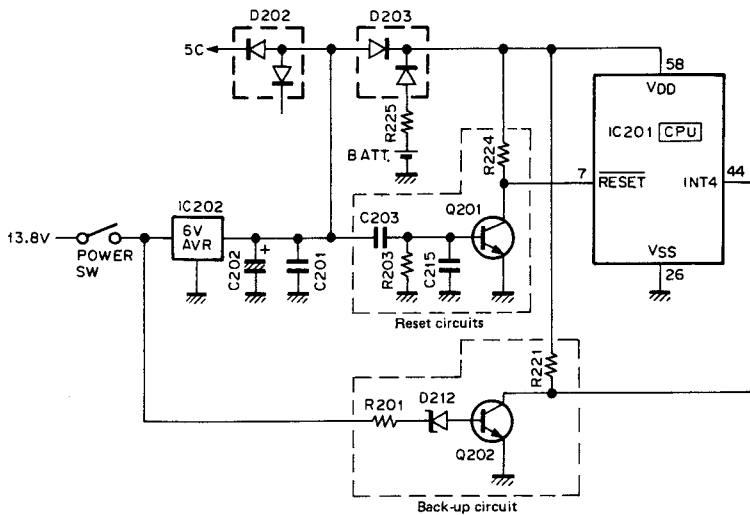 D202
D203
5C
58
VDD
IC201 CPU
R225
BATT.
R224
7
RESET
INT4
44
IC202
6V
AVR
C203
Q201
13.8V
POWER
SW
C202
+
C201
R203
C215
VSS
26
Reset circuits
R221
R201
D212
Q202
Back-up circuit